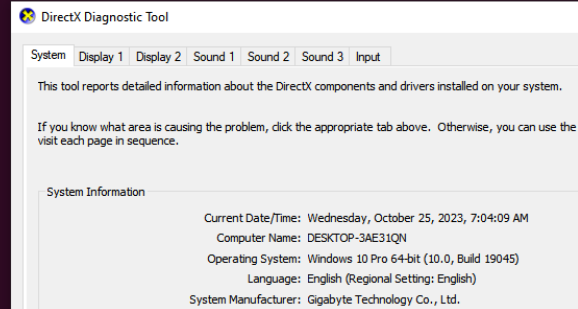 DirectX Diagnostic Tool
System Display 1 Display 2 Sound 1 Sound 2 Sound 3 Input
This tool reports detailed information about the DirectX components and drivers installed on your system.
If you know what area is causing the problem, click the appropriate tab above. Otherwise, you can use the
visit each page in sequence.
System Information
Current Date/Time: Wednesday, October 25, 2023, 7:04:09 AM
Computer Name: DESKTOP-3AE31QN
Operating System: Windows 10 Pro 64-bit (10.0, Build 19045)
Language: English (Regional Setting: English)
System Manufacturer: Gigabyte Technology Co., Ltd.